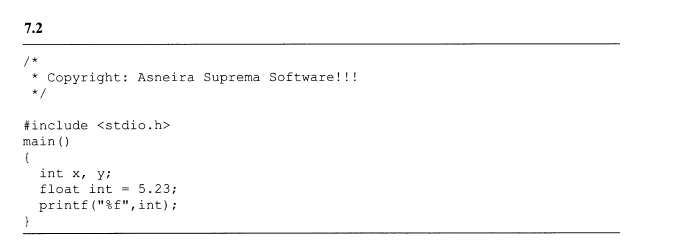 7.2
/*
 * Copyright: Asneira Suprema Software!!!
 */
#include <stdio.h>
main()
{
  int x, y;
  float int = 5.23;
  printf("%f",int);
}